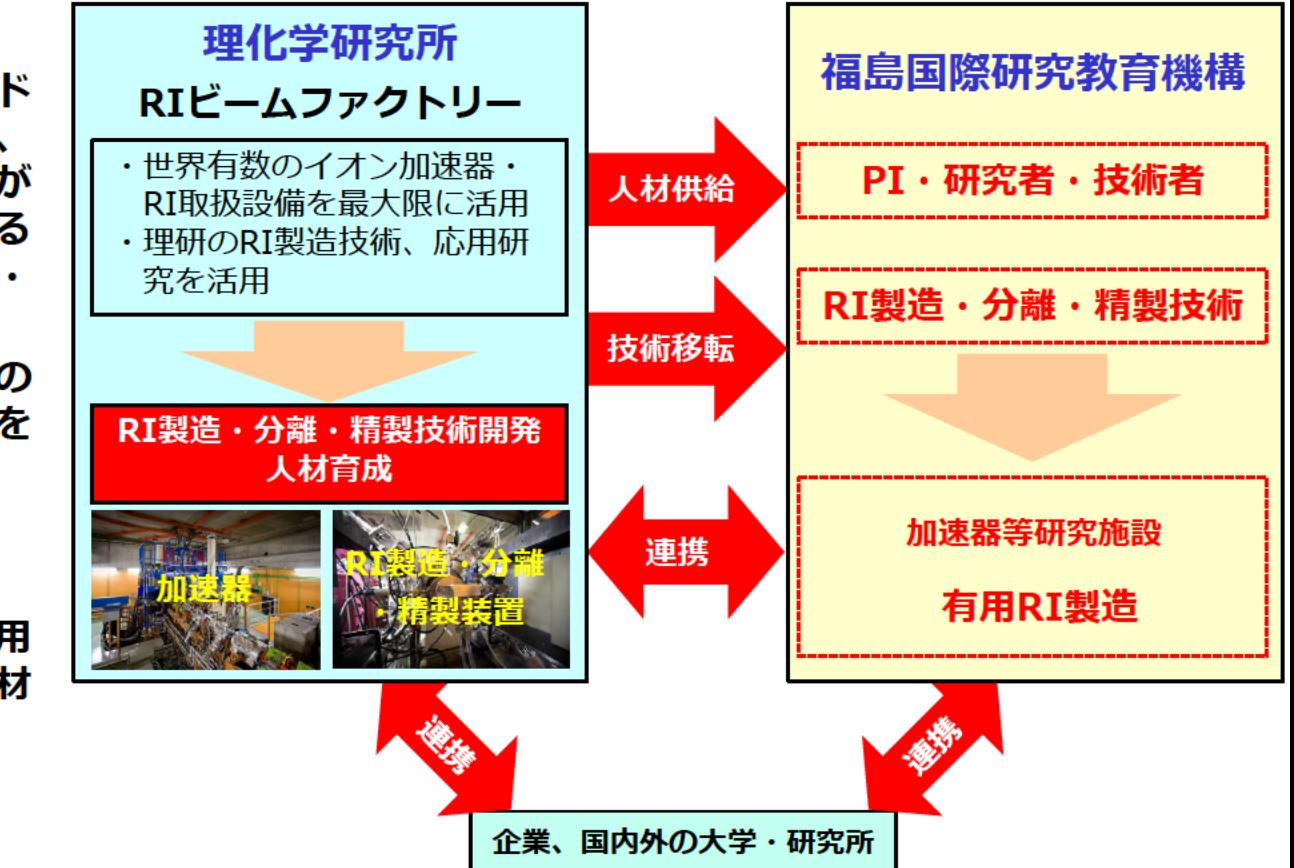 ド
、
が
る
・
の
を
用
材
理化学研究所
RIビームファクトリー
・世界有数のイオン加速器・
RI取扱設備を最大限に活用
・理研のRI製造技術、応用研
究を活用
RI製造・分離・精製技術開発
人材育成
加速器
RI製造・分離
・精製装置
人材供給
技術移転
連携
福島国際研究教育機構
PI・研究者・技術者
RI製造・分離・精製技術
加速器等研究施設
有用RI製造
連携
連携
企業、国内外の大学・研究所